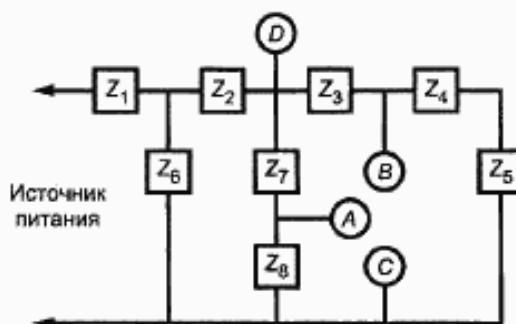 D
Z1 Z2 Z3 Z4
Z6 Z7 B Z5
Источник
питания
A
Z8 C